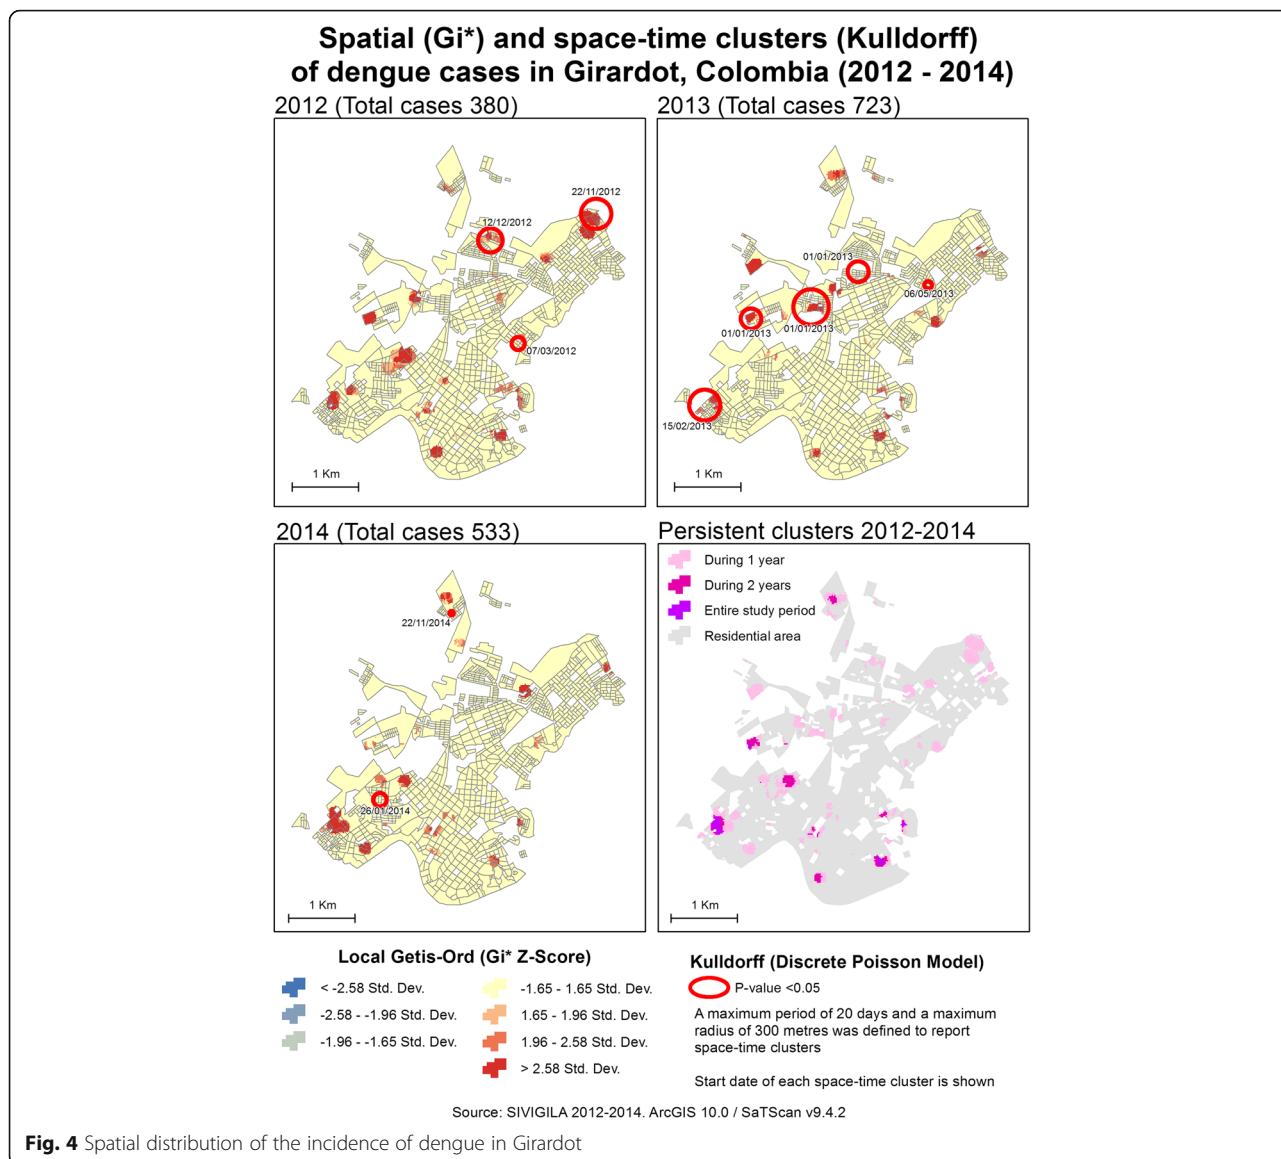 Spatial (Gi*) and space-time clusters (Kulldorff)
of dengue cases in Girardot, Colombia (2012 - 2014)
2012 (Total cases 380)
22/11/2012
12/12/2012
07/03/2012
1 Km
2013 (Total cases 723)
01/01/2013
06/05/2013
01/01/2013
01/01/2013
15/02/2013
1 Km
2014 (Total cases 533)
22/11/2014
26/01/2014
1 Km
Persistent clusters 2012-2014
During 1 year
During 2 years
Entire study period
Residential area
1 Km
Local Getis-Ord (Gi* Z-Score)
< -2.58 Std. Dev.
-2.58 - -1.96 Std. Dev.
-1.96 - -1.65 Std. Dev.
-1.65 - 1.65 Std. Dev.
1.65 - 1.96 Std. Dev.
1.96 - 2.58 Std. Dev.
> 2.58 Std. Dev.
Kulldorff (Discrete Poisson Model)
P-value <0.05
A maximum period of 20 days and a maximum
radius of 300 metres was defined to report
space-time clusters
Start date of each space-time cluster is shown
Source: SIVIGILA 2012-2014. ArcGIS 10.0 / SaTScan v9.4.2
Fig. 4 Spatial distribution of the incidence of dengue in Girardot